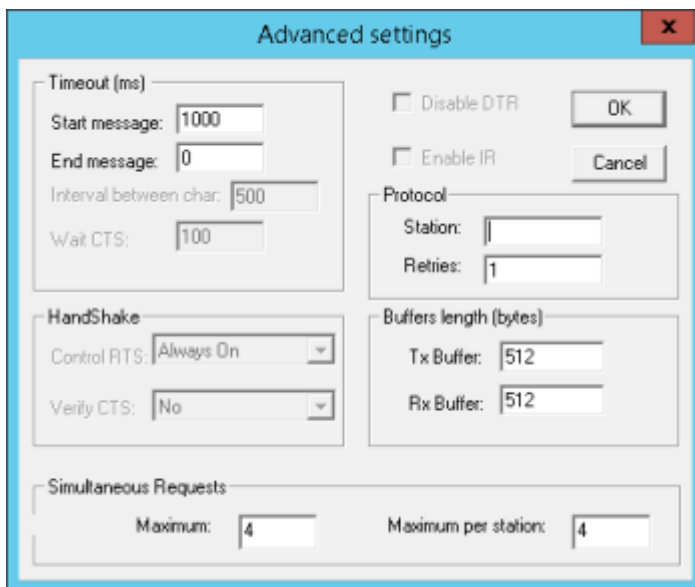 Advanced settings
x
Timeout (ms)
Start message: 1000
End message: 0
Interval between char: 500
Wait CTS: 100
Disable DTR
OK
Enable IR
Cancel
Protocol
Station:
Retries: 1
HandShake
Control RTS: Always On
Verify CTS: No
Buffers length (bytes)
Tx Buffer: 512
Rx Buffer: 512
Simultaneous Requests
Maximum: 4
Maximum per station: 4